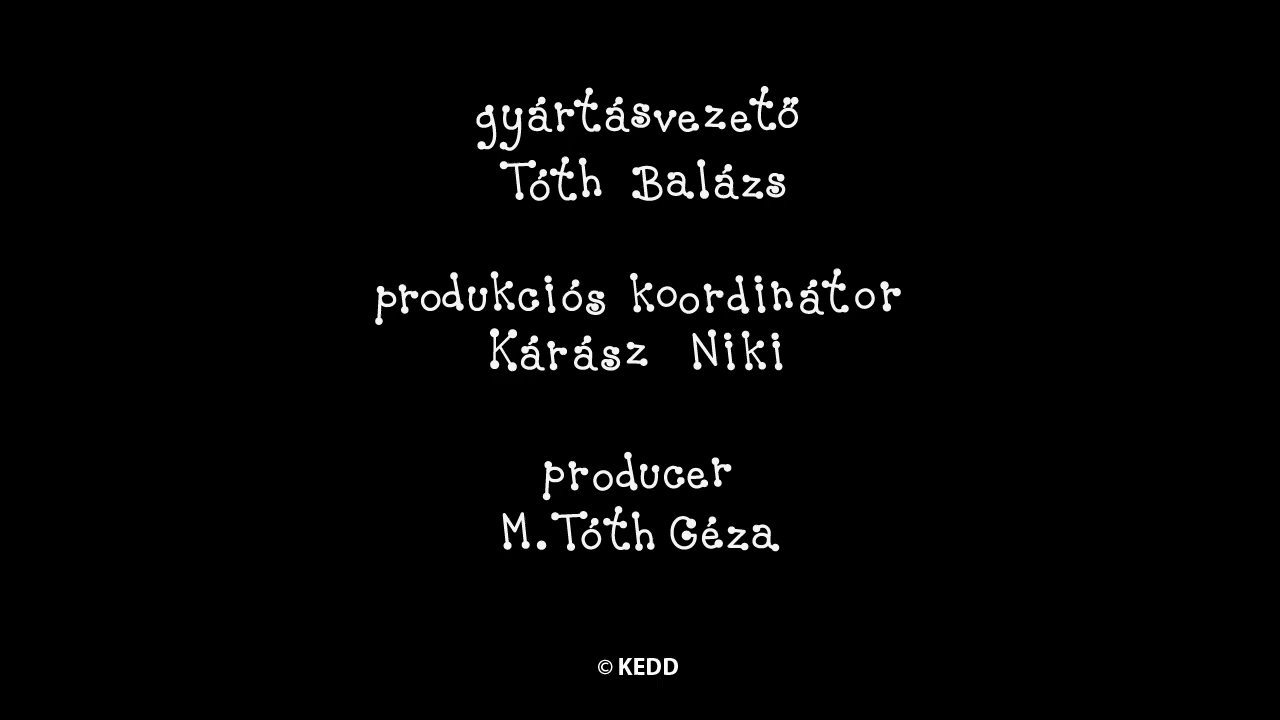 gyártásvezető
Tóth Balázs
produkciós koordinátor
Kárász Niki
producer
M. Tóth Géza
© KEDD